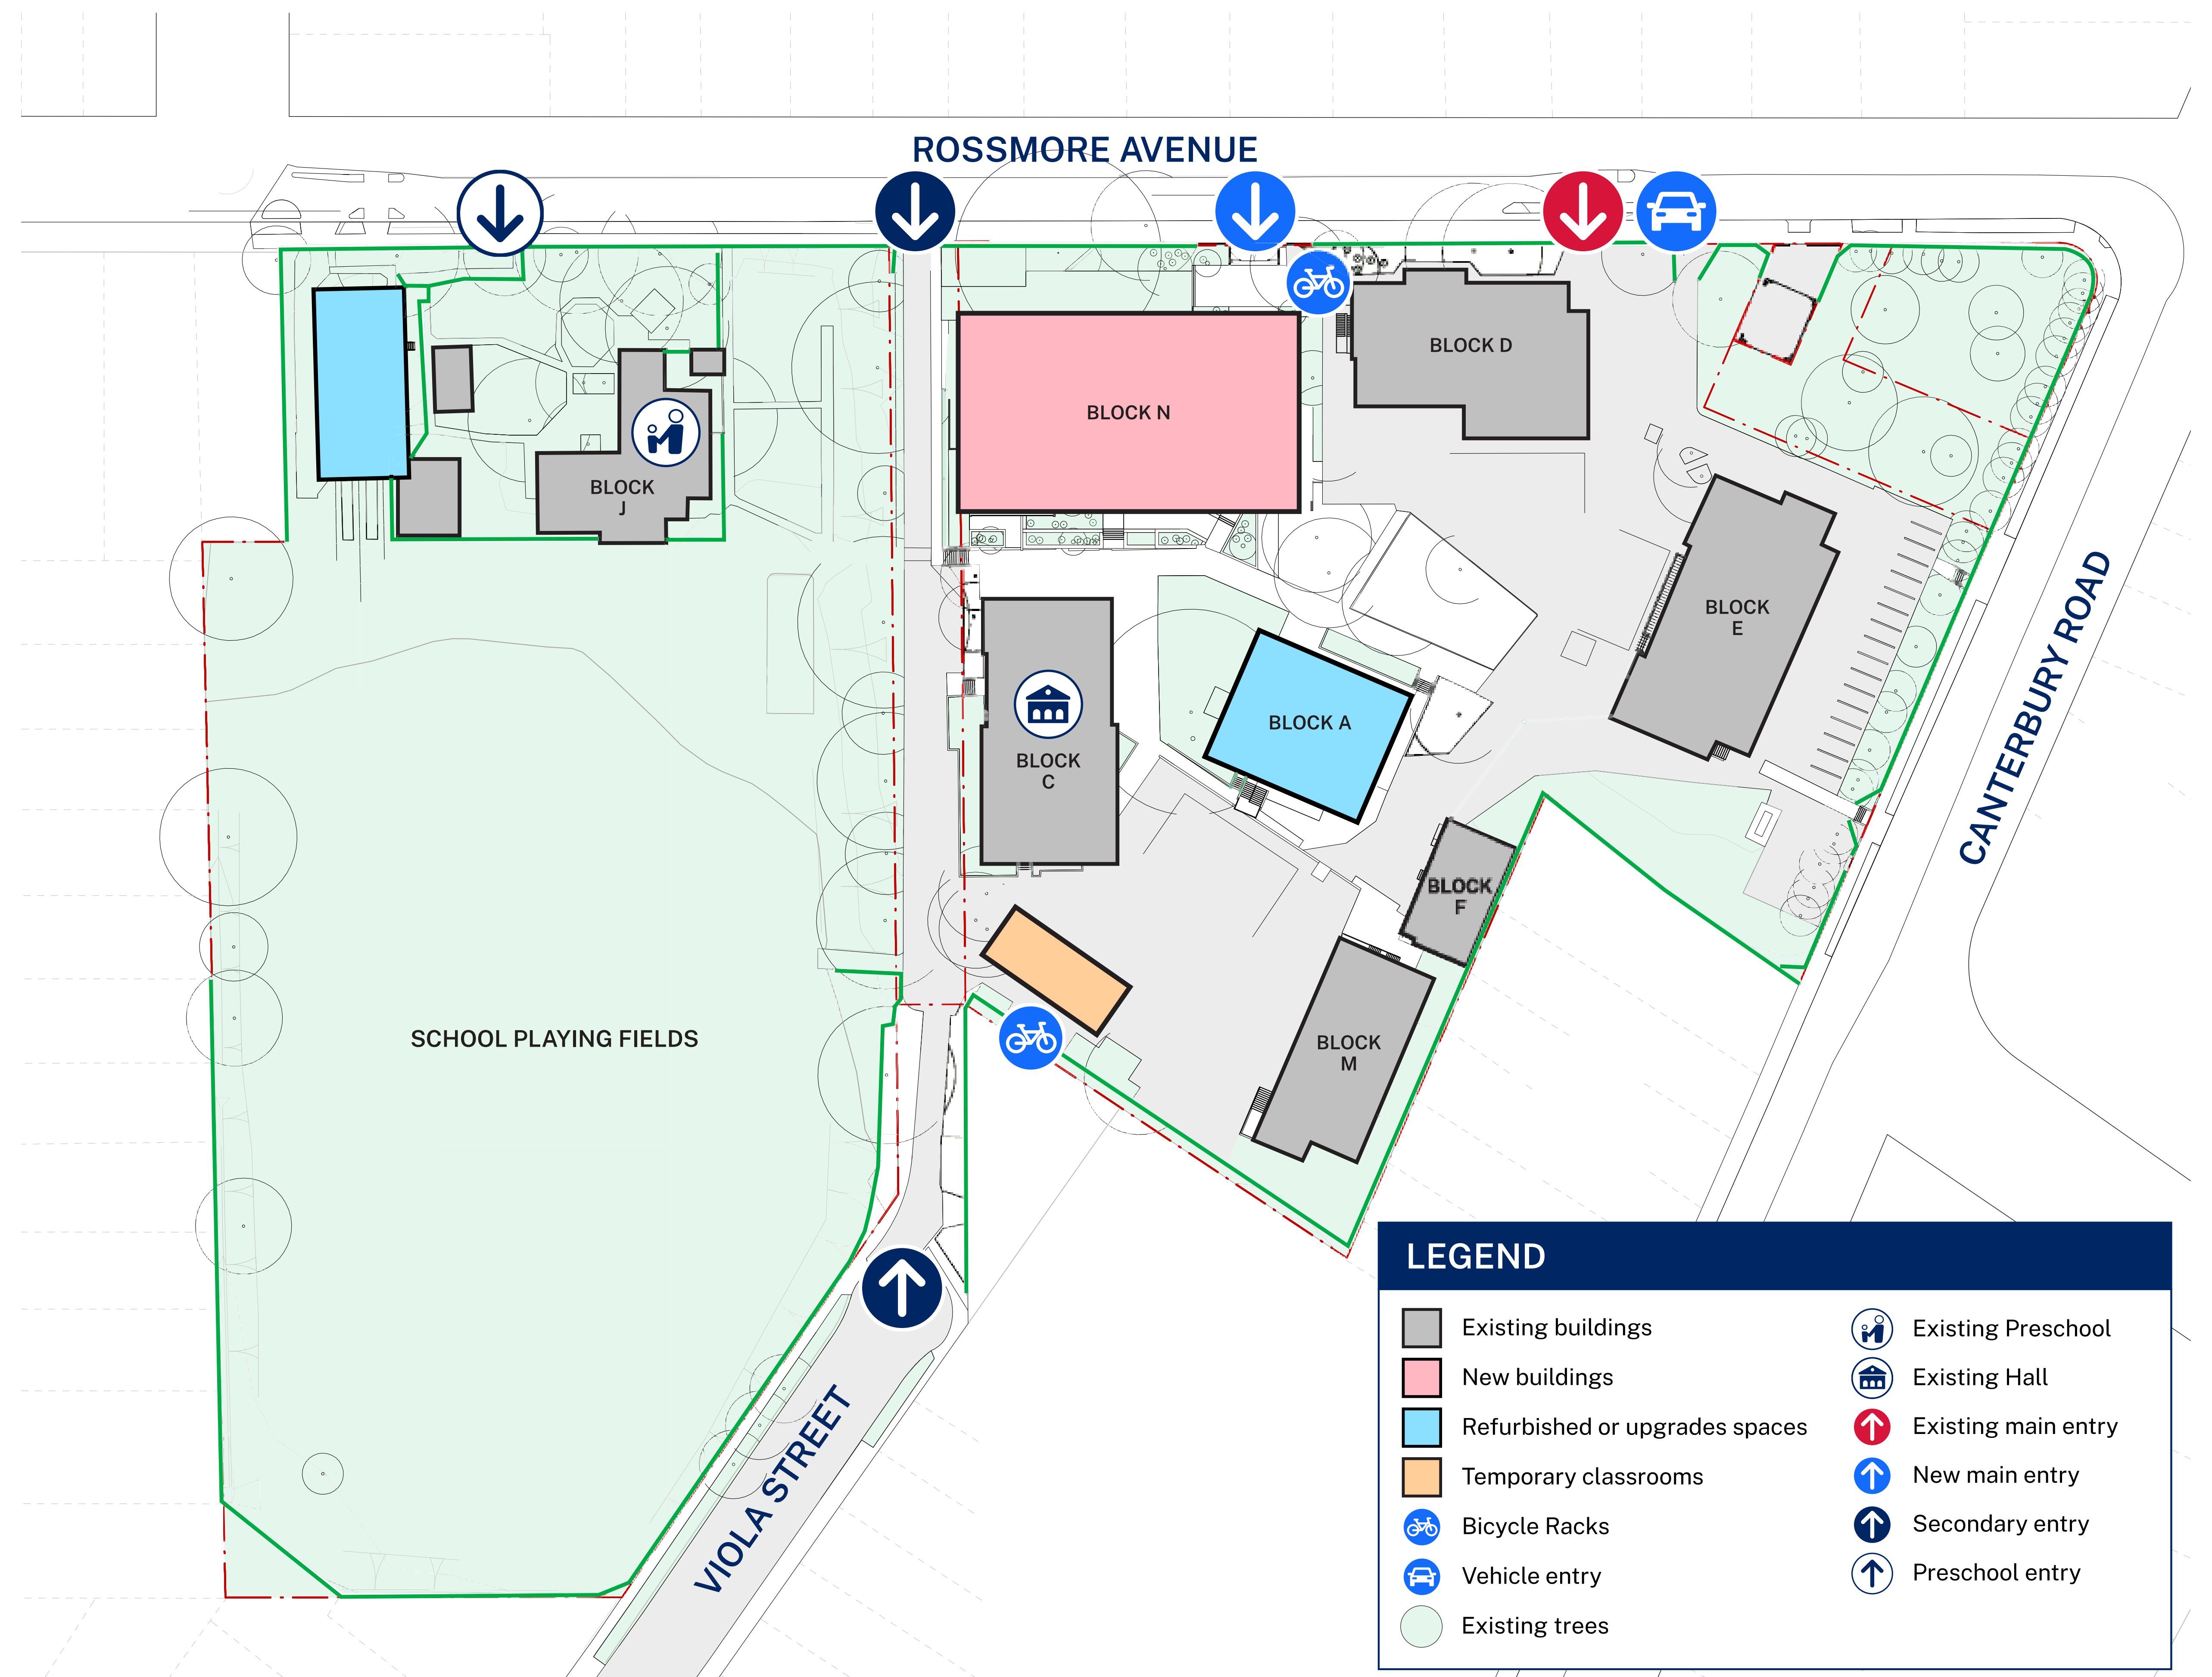 ROSSMORE AVENUE
BLOCK D
BLOCK N
BLOCK
J
BLOCK
E
CANTERBURY ROAD
BLOCK A
BLOCK
C
BLOCK
F
SCHOOL PLAYING FIELDS
BLOCK
M
VIOLA STREET
LEGEND
Existing buildings
New buildings
Refurbished or upgrades spaces
Temporary classrooms
Bicycle Racks
Vehicle entry
Existing trees
Existing Preschool
Existing Hall
Existing main entry
New main entry
Secondary entry
Preschool entry